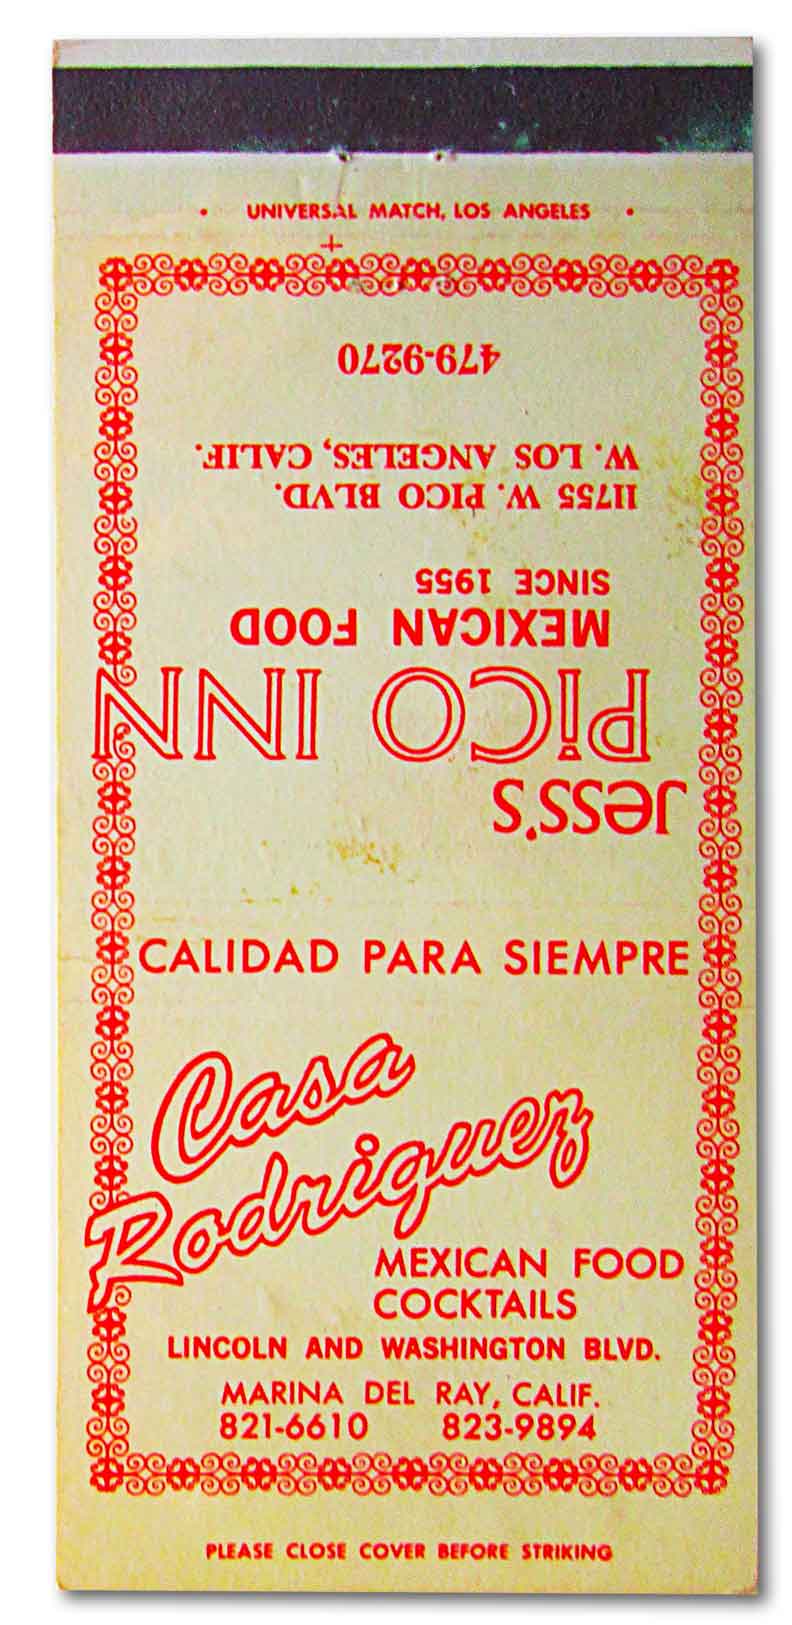 • UNIVERSAL MATCH, LOS ANGELES •
Jess's
PiCO INN
MEXICAN FOOD
SINCE 1955
11755 W. PICO BLVD.
W. LOS ANGELES, CALIF.
479-9270
CALIDAD PARA SIEMPRE
Casa
Rodriguez
MEXICAN FOOD
COCKTAILS
LINCOLN AND WASHINGTON BLVD.
MARINA DEL RAY, CALIF.
821-6610 823-9894
PLEASE CLOSE COVER BEFORE STRIKING